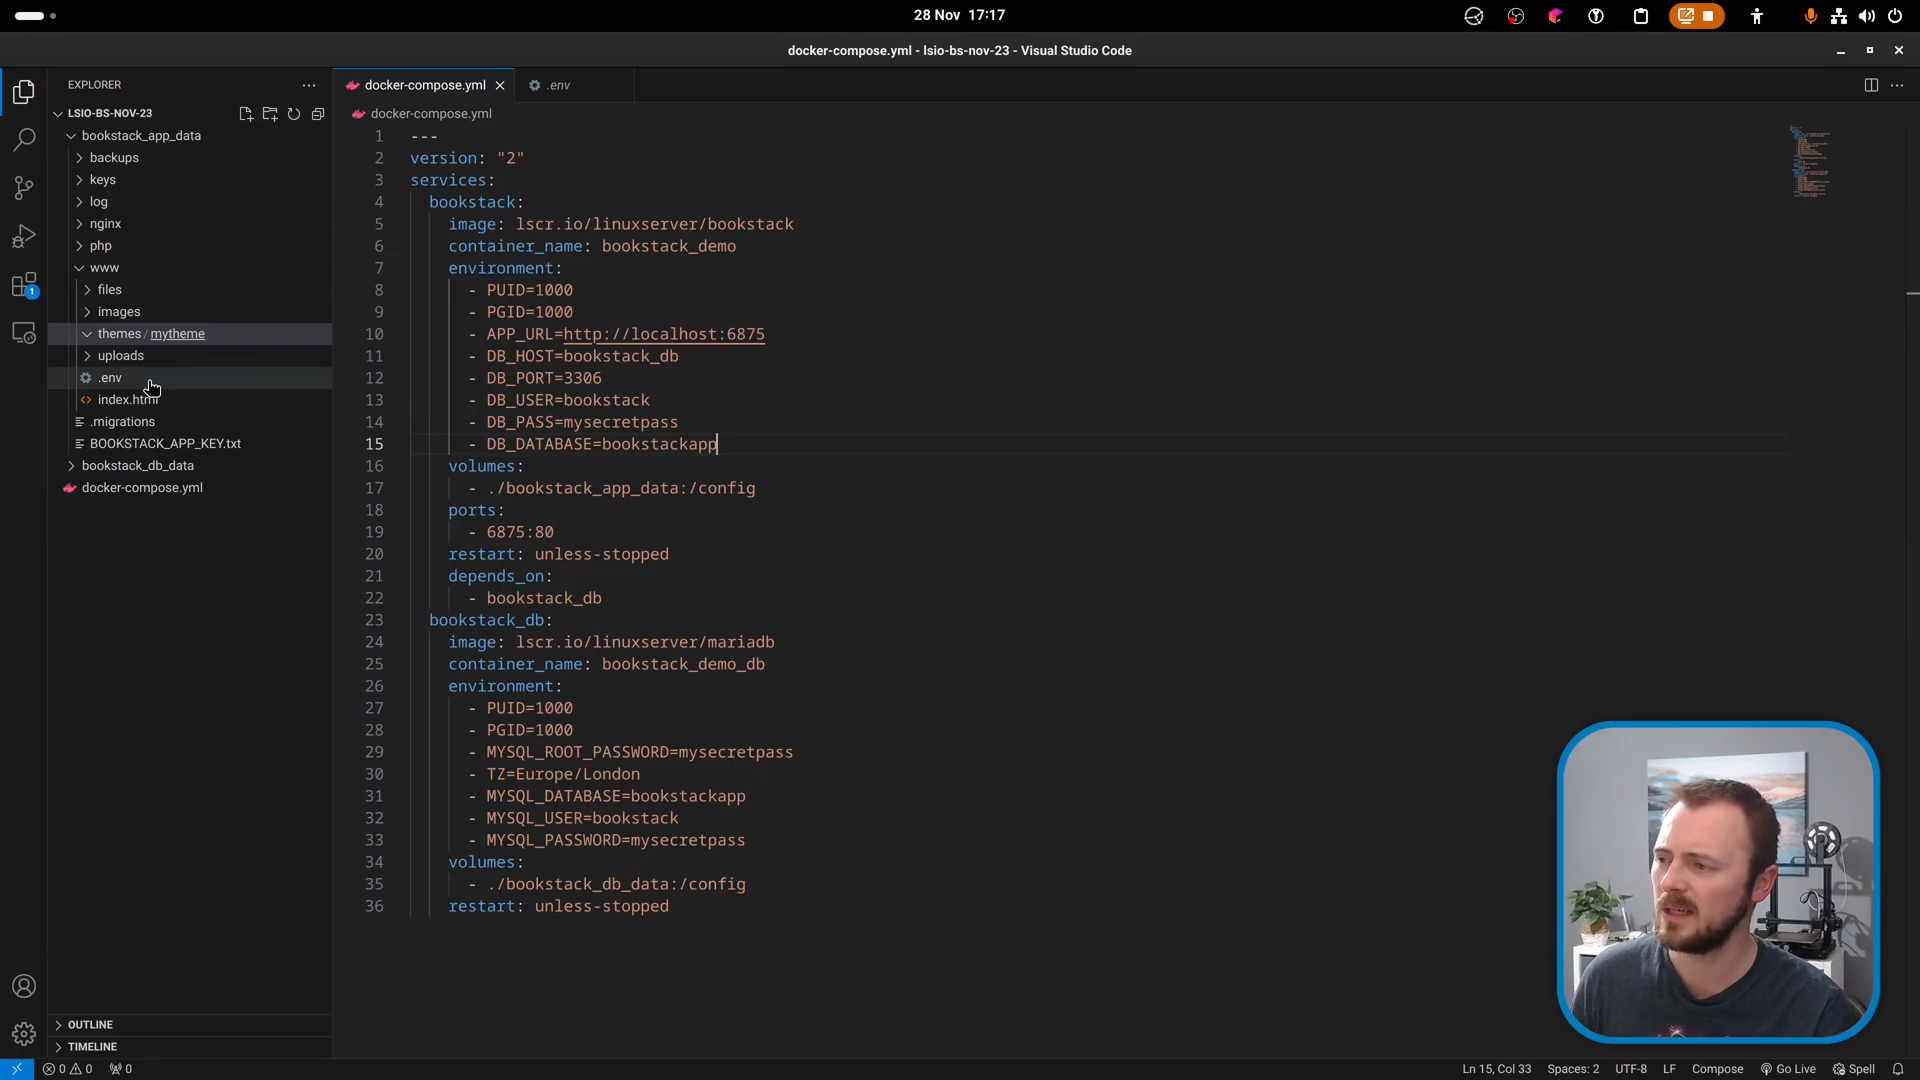 28 Nov 17:17
docker-compose.yml - lsio-bs-nov-23 - Visual Studio Code
EXPLORER
LSIO-BS-NOV-23
bookstack_app_data
backups
keys
log
nginx
php
www
files
images
themes / mytheme
uploads
.env
index.html
.migrations
BOOKSTACK_APP_KEY.txt
bookstack_db_data
docker-compose.yml
OUTLINE
TIMELINE
1
docker-compose.yml
.env
docker-compose.yml
1 ---
2 version: "2"
3 services:
4 bookstack:
5 image: lscr.io/linuxserver/bookstack
6 container_name: bookstack_demo
7 environment:
8 - PUID=1000
9 - PGID=1000
10 - APP_URL=http://localhost:6875
11 - DB_HOST=bookstack_db
12 - DB_PORT=3306
13 - DB_USER=bookstack
14 - DB_PASS=mysecretpass
15 - DB_DATABASE=bookstackapp
16 volumes:
17 - ./bookstack_app_data:/config
18 ports:
19 - 6875:80
20 restart: unless-stopped
21 depends_on:
22 - bookstack_db
23 bookstack_db:
24 image: lscr.io/linuxserver/mariadb
25 container_name: bookstack_demo_db
26 environment:
27 - PUID=1000
28 - PGID=1000
29 - MYSQL_ROOT_PASSWORD=mysecretpass
30 - TZ=Europe/London
31 - MYSQL_DATABASE=bookstackapp
32 - MYSQL_USER=bookstack
33 - MYSQL_PASSWORD=mysecretpass
34 volumes:
35 - ./bookstack_db_data:/config
36 restart: unless-stopped
0 0 0 Ln 15, Col 33 Spaces: 2 UTF-8 LF Compose Go Live Spell